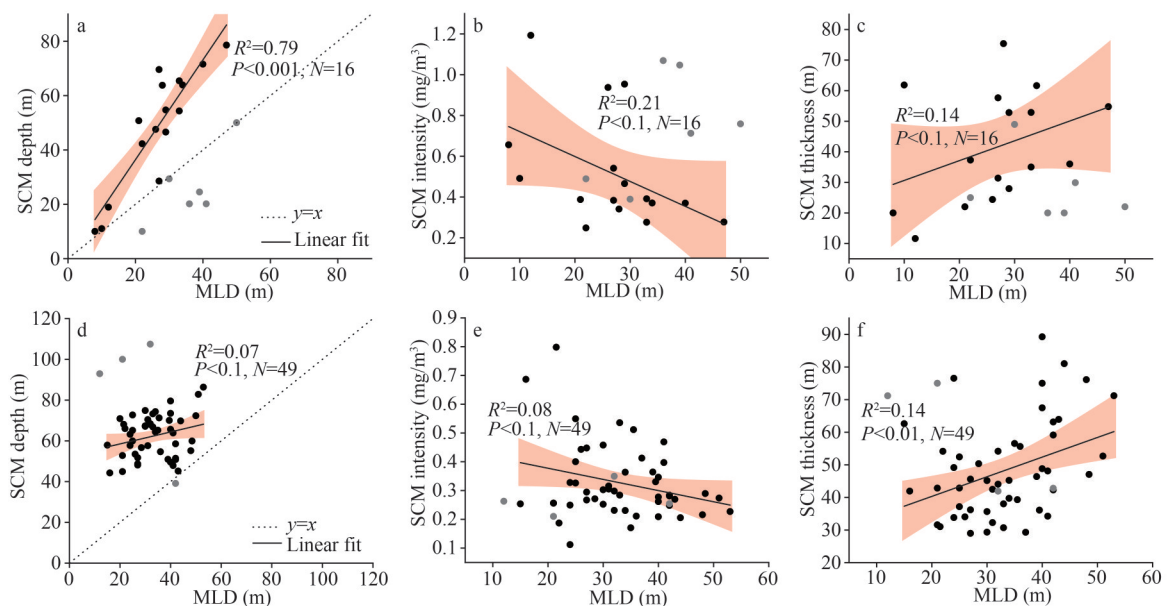 a
80
60
40
20
0
SCM depth (m)
R²=0.79
P<0.001, N=16
y=x
Linear fit
0 20 40 60 80
MLD (m)
b
1.2
0.9
0.6
0.3
0
SCM intensity (mg/m³)
R²=0.21
P<0.1, N=16
0 10 20 30 40 50
MLD (m)
c
80
70
60
50
40
30
20
10
SCM thickness (m)
R²=0.14
P<0.1, N=16
0 10 20 30 40 50
MLD (m)
d
120
100
80
60
40
20
0
SCM depth (m)
R²=0.07
P<0.1, N=49
y=x
Linear fit
0 20 40 60 80 100 120
MLD (m)
e
0.9
0.8
0.7
0.6
0.5
0.4
0.3
0.2
0.1
SCM intensity (mg/m³)
R²=0.08
P<0.1, N=49
10 20 30 40 50 60
MLD (m)
f
90
80
70
60
50
40
30
20
SCM thickness (m)
R²=0.14
P<0.01, N=49
10 20 30 40 50 60
MLD (m)